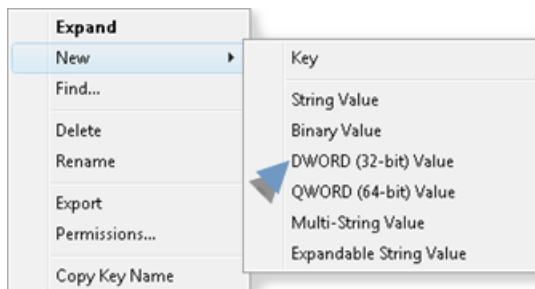 Expand
New
Find...
Delete
Rename
Export
Permissions...
Copy Key Name
Key
String Value
Binary Value
DWORD (32-bit) Value
QWORD (64-bit) Value
Multi-String Value
Expandable String Value